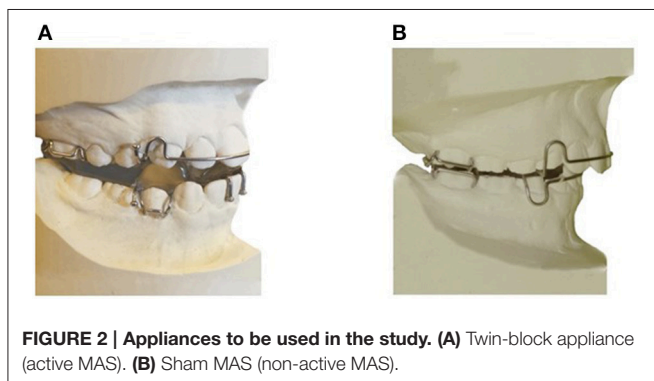 A
B
FIGURE 2 | Appliances to be used in the study. (A) Twin-block appliance
(active MAS). (B) Sham MAS (non-active MAS).